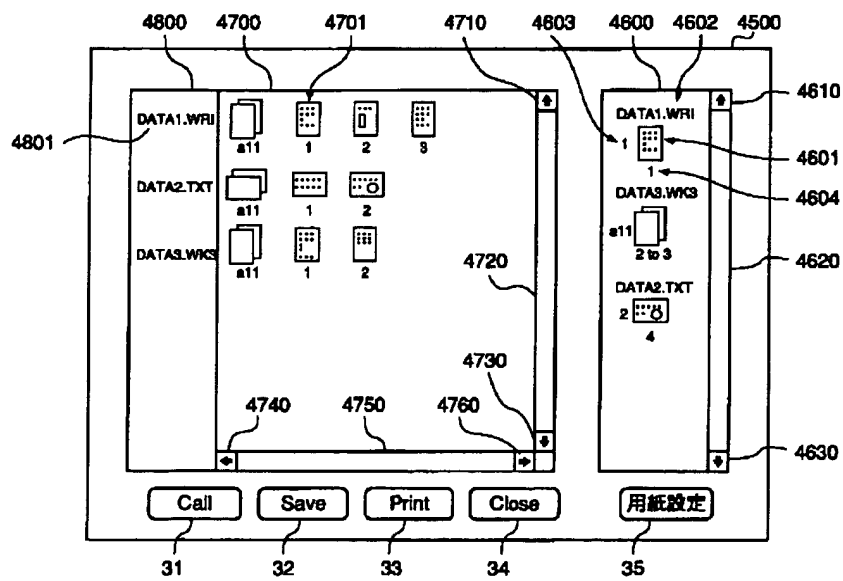 4800 4700 4701 4710 4603 4600 4602 4500
4610
DATA1.WRI
DATA1.WRI
4801
a11 1 2 3
1
4601
1
4604
DATA2.TXT
DATA3.WK3
a11 1 2
a11
DATA3.WK3
4720
2 to 3
4620
a11 1 2
DATA2.TXT
2
4
4740 4750 4730 4760
4630
Call Save Print Close 用紙設定
31 32 33 34 35